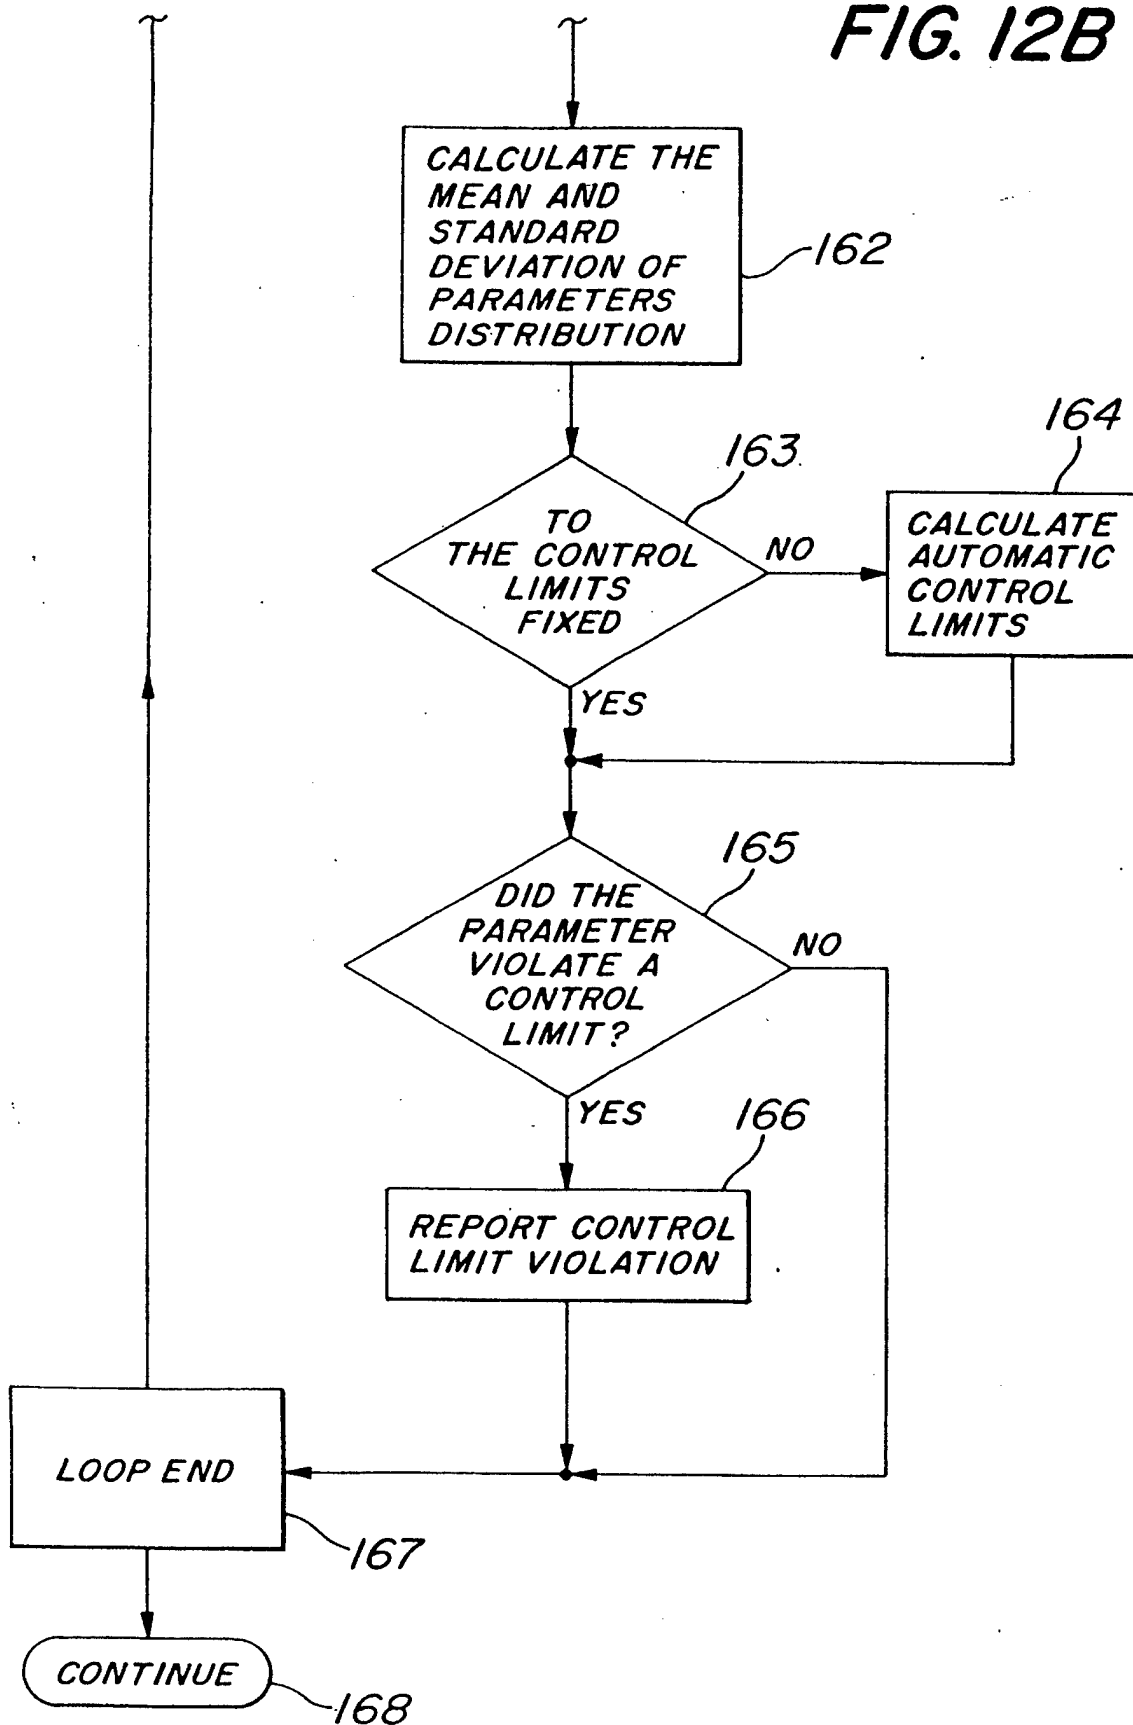 FIG. 12B
CALCULATE THE
MEAN AND
STANDARD
DEVIATION OF
PARAMETERS
DISTRIBUTION
162
163
TO
THE CONTROL
LIMITS
FIXED
NO
YES
164
CALCULATE
AUTOMATIC
CONTROL
LIMITS
165
DID THE
PARAMETER
VIOLATE A
CONTROL
LIMIT?
NO
YES
166
REPORT CONTROL
LIMIT VIOLATION
LOOP END
167
CONTINUE
168